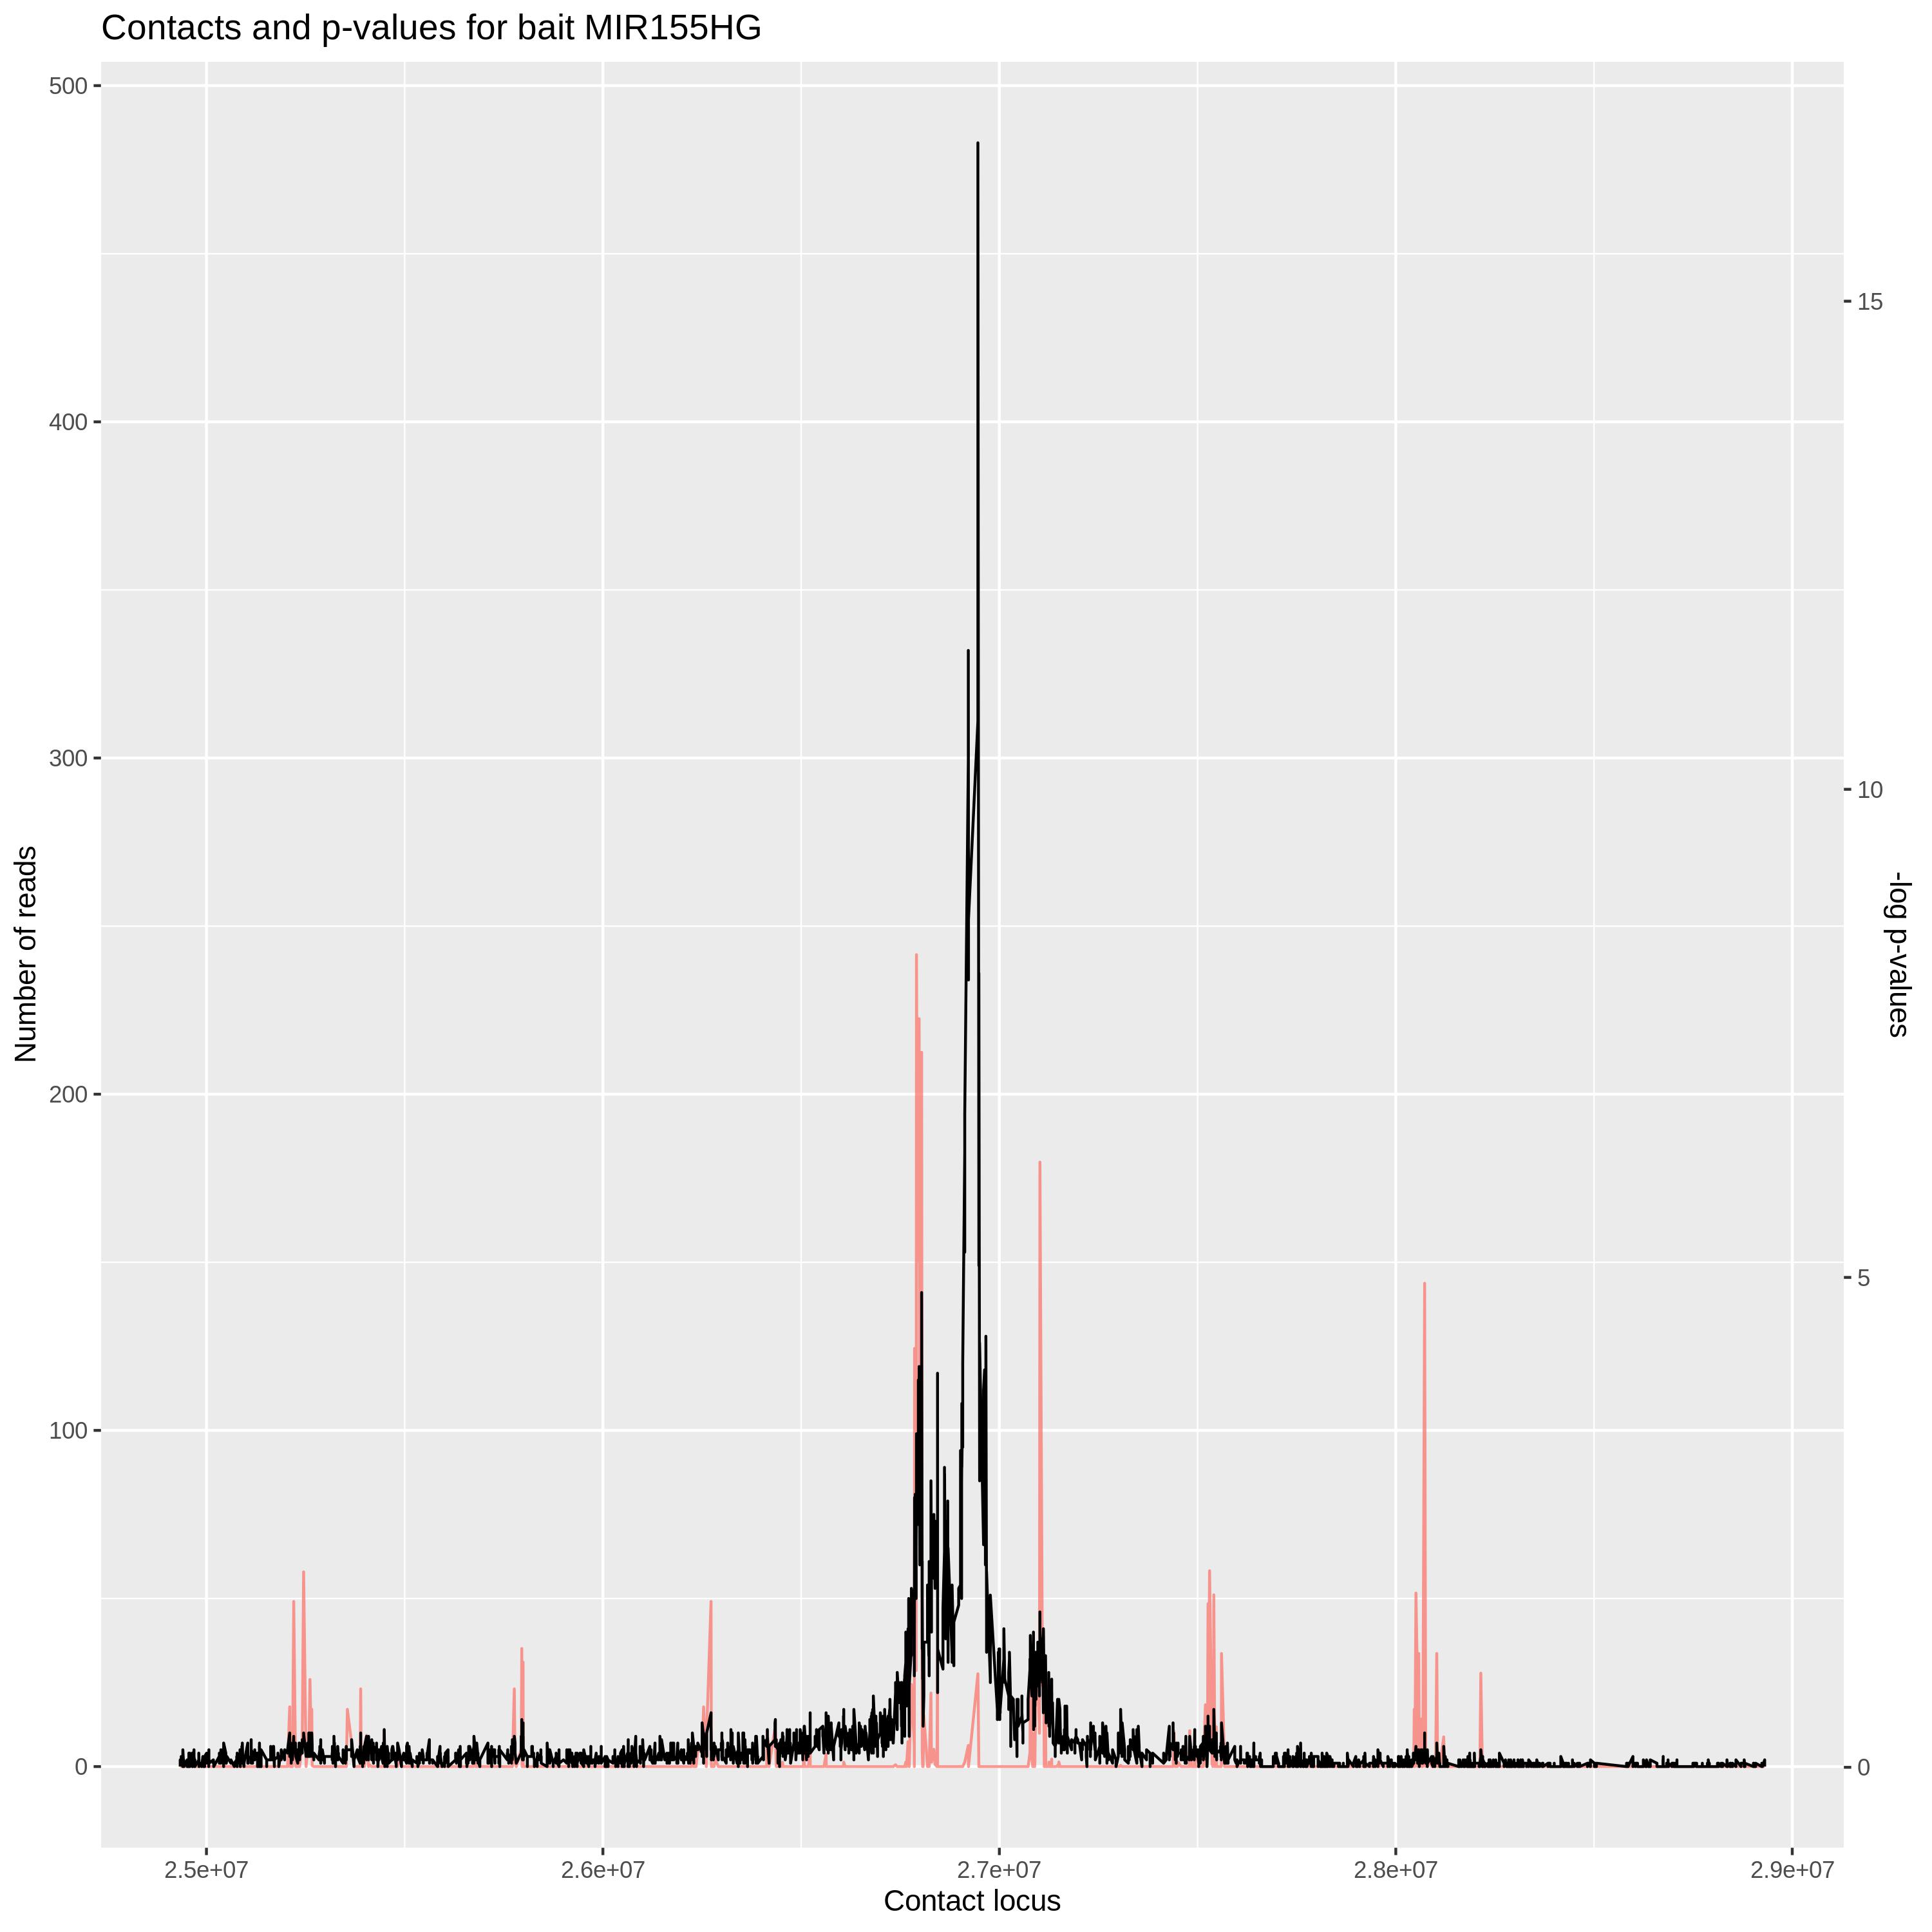 Contacts and p-values for bait MIR155HG
500
400
300
200
100
0
Number of reads
15
10
5
0
-log p-values
2.5e+07
2.6e+07
2.7e+07
2.8e+07
2.9e+07
Contact locus